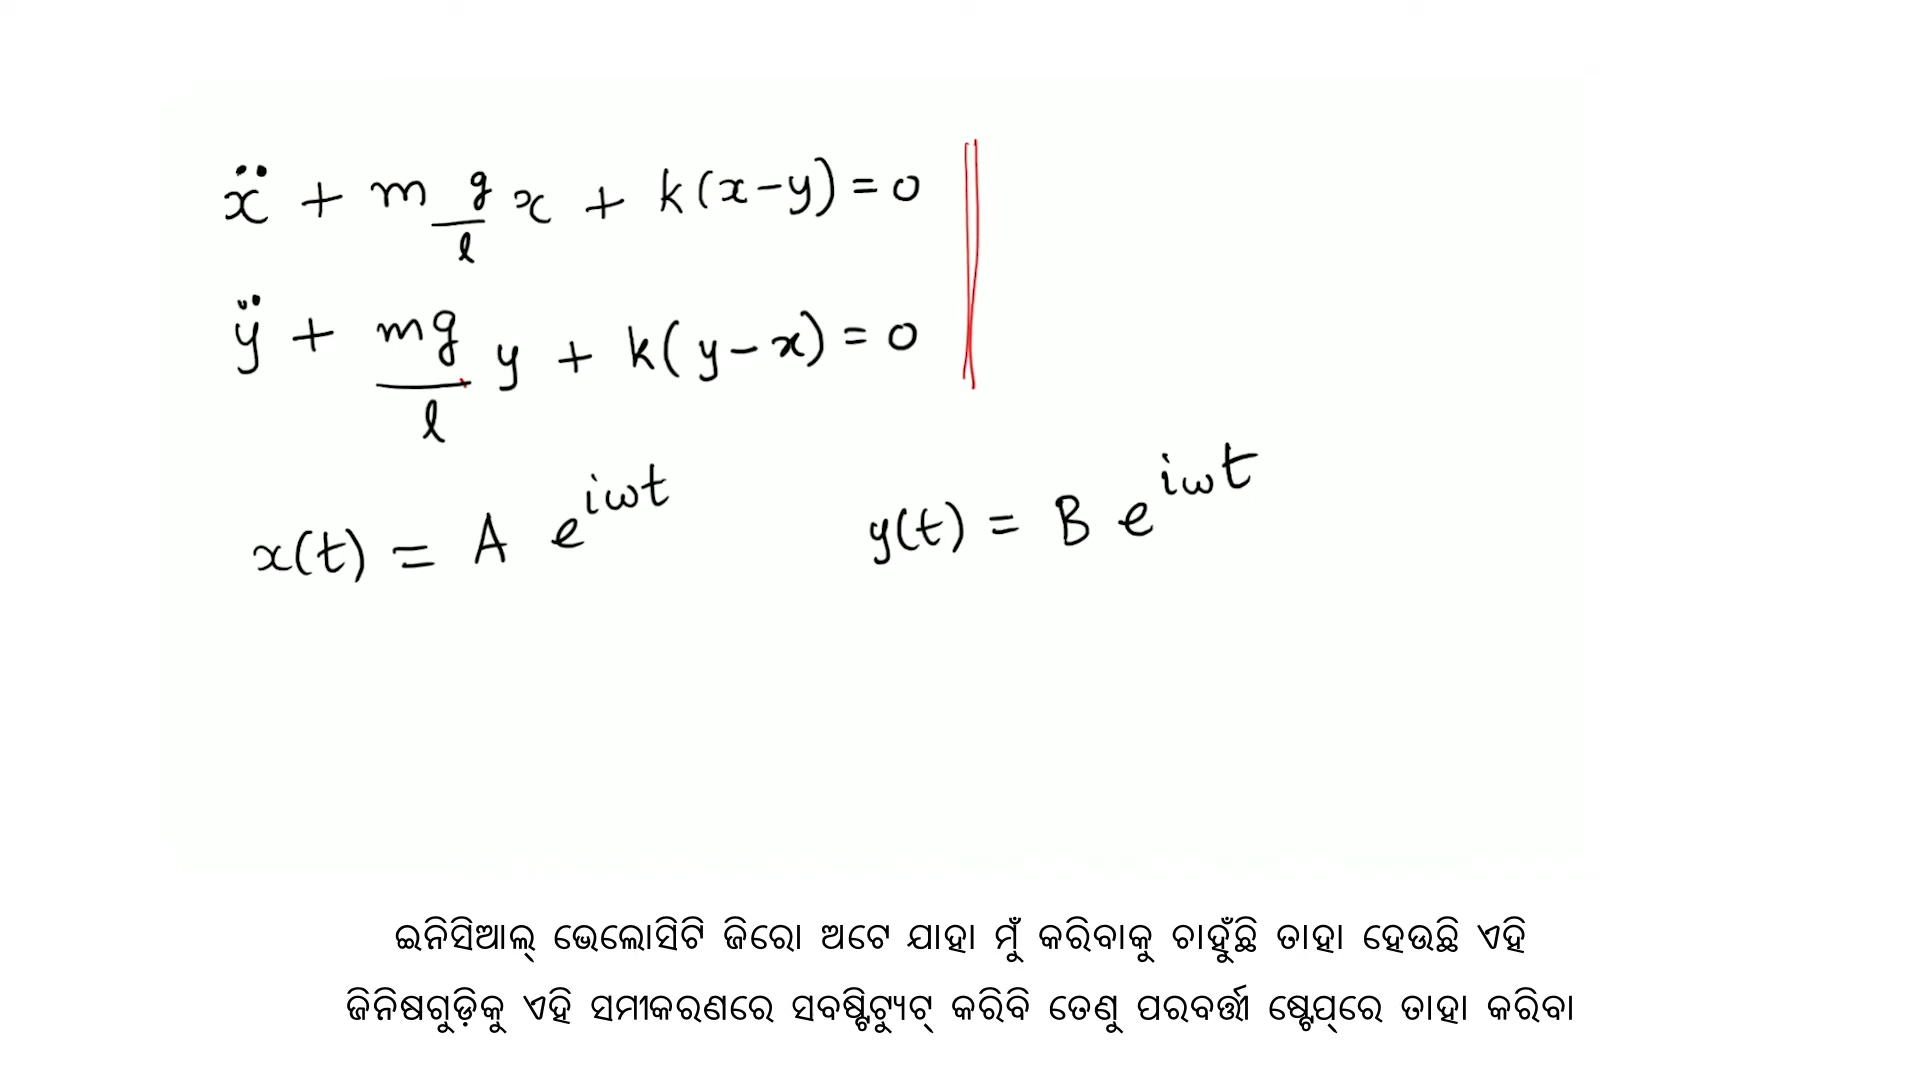 ẍ + m g/l x + k(x-y) = 0
ÿ + mg/l y + k(y-x) = 0
x(t) = A e^{iωt} y(t) = B e^{iωt}
ଇନିସିଆଲ୍ ଭେଲୋସିଟି ଜିରୋ ଅଟେ ଯାହା ମୁଁ କରିବାକୁ ଚାହୁଁଛି ତାହା ହେଉଛି ଏହି
ଜିନିଷଗୁଡ଼ିକୁ ଏହି ସମୀକରଣରେ ସବଷ୍ଟିଟ୍ୟୁଟ୍ କରିବି ତେଣୁ ପରବର୍ତ୍ତୀ ଷ୍ଟେପ୍‌ରେ ତାହା କରିବା